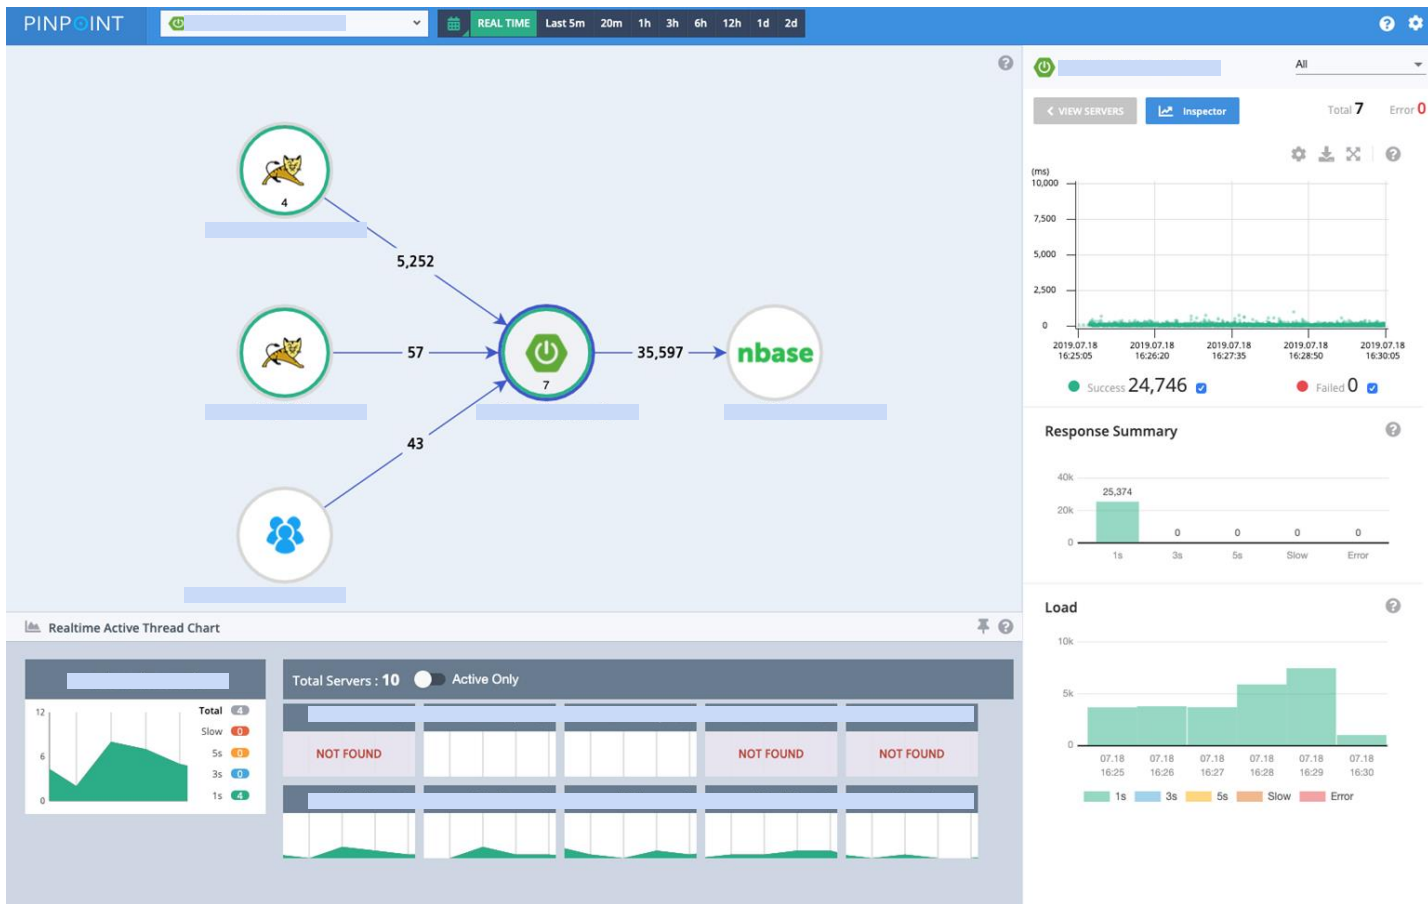 PINPOINT
REAL TIME Last 5m 20m 1h 3h 6h 12h 1d 2d
4
5,252
57
7
35,597
nbase
43
All
VIEW SERVERS Inspector Total 7 Error 0
(ms)
10,000
7,500
5,000
2,500
0
2019.07.18 2019.07.18 2019.07.18 2019.07.18 2019.07.18
16:25:05 16:26:20 16:27:35 16:28:50 16:30:05
Success 24,746 Failed 0
Response Summary
40k
25,374
20k
0 0 0 0
0
1s 3s 5s Slow Error
Load
10k
5k
0
07.18 07.18 07.18 07.18 07.18 07.18
16:25 16:26 16:27 16:28 16:29 16:30
1s 3s 5s Slow Error
Realtime Active Thread Chart
12
6
0
Total 4
Slow 0
5s 0
3s 0
1s 4
Total Servers : 10 Active Only
NOT FOUND NOT FOUND NOT FOUND